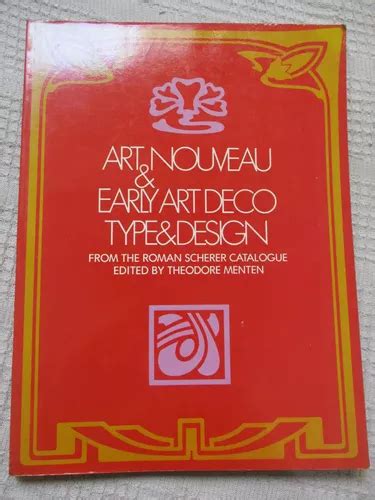 ART NOUVEAU
&
EARLY ART DECO
TYPE & DESIGN
FROM THE ROMAN SCHERER CATALOGUE
EDITED BY THEODORE MENTEN